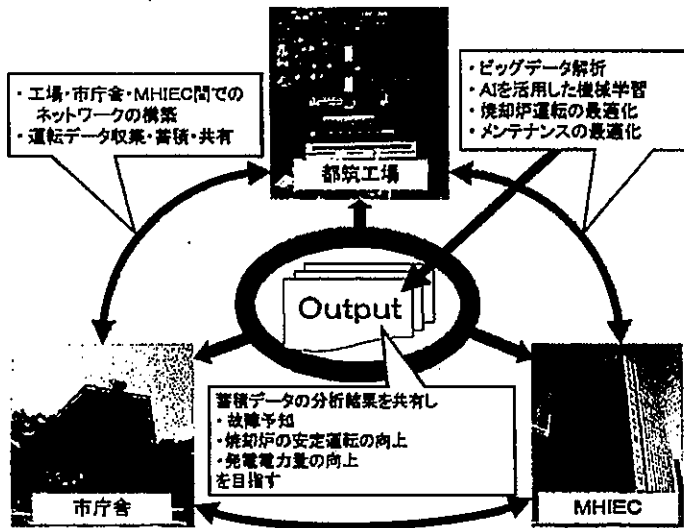 ・工場・市庁舎・MHIEC間での
ネットワークの構築
・運転データ収集・蓄積・共有
・ビッグデータ解析
・AIを活用した機械学習
・焼却炉運転の最適化
・メンテナンスの最適化
都筑工場
Output
蓄積データの分析結果を共有し
・故障予知
・焼却炉の安定運転の向上
・発電電力量の向上
を目指す
市庁舎
MHIEC